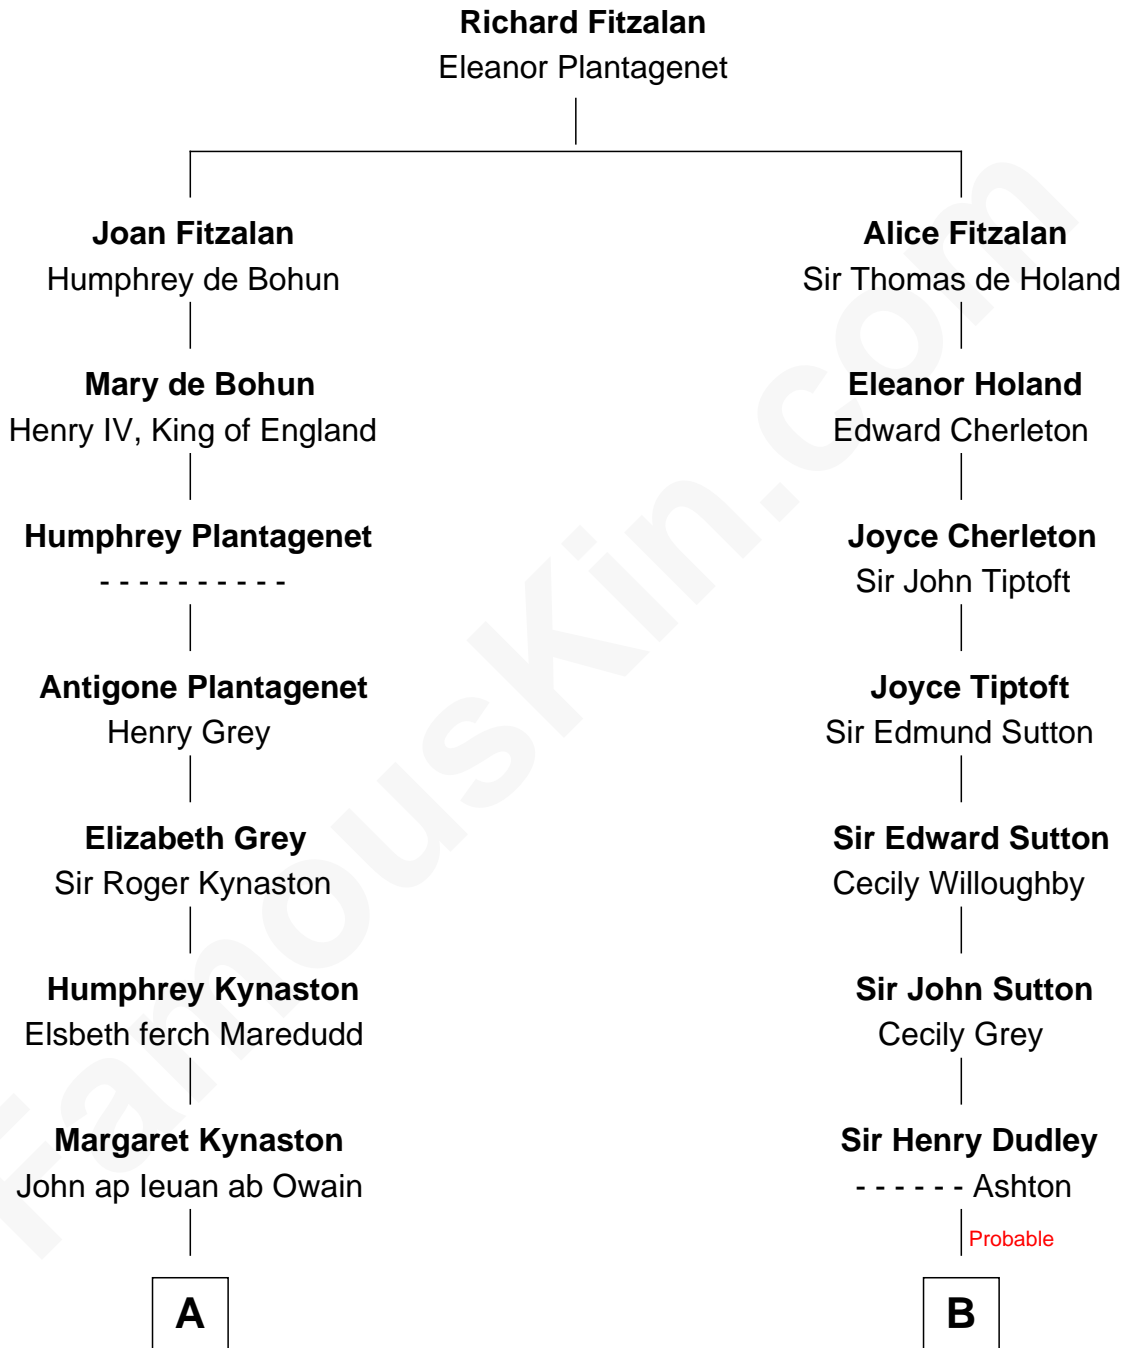 Richard Fitzalan
Eleanor Plantagenet
Joan Fitzalan
Humphrey de Bohun
Mary de Bohun
Henry IV, King of England
Humphrey Plantagenet
- - - - - - - - - -
Antigone Plantagenet
Henry Grey
Elizabeth Grey
Sir Roger Kynaston
Humphrey Kynaston
Elsbeth ferch Maredudd
Margaret Kynaston
John ap Ieuan ab Owain
A
Alice Fitzalan
Sir Thomas de Holand
Eleanor Holand
Edward Cherleton
Joyce Cherleton
Sir John Tiptoft
Joyce Tiptoft
Sir Edmund Sutton
Sir Edward Sutton
Cecily Willoughby
Sir John Sutton
Cecily Grey
Sir Henry Dudley
- - - - - - Ashton
Probable
B
FamousKin.com